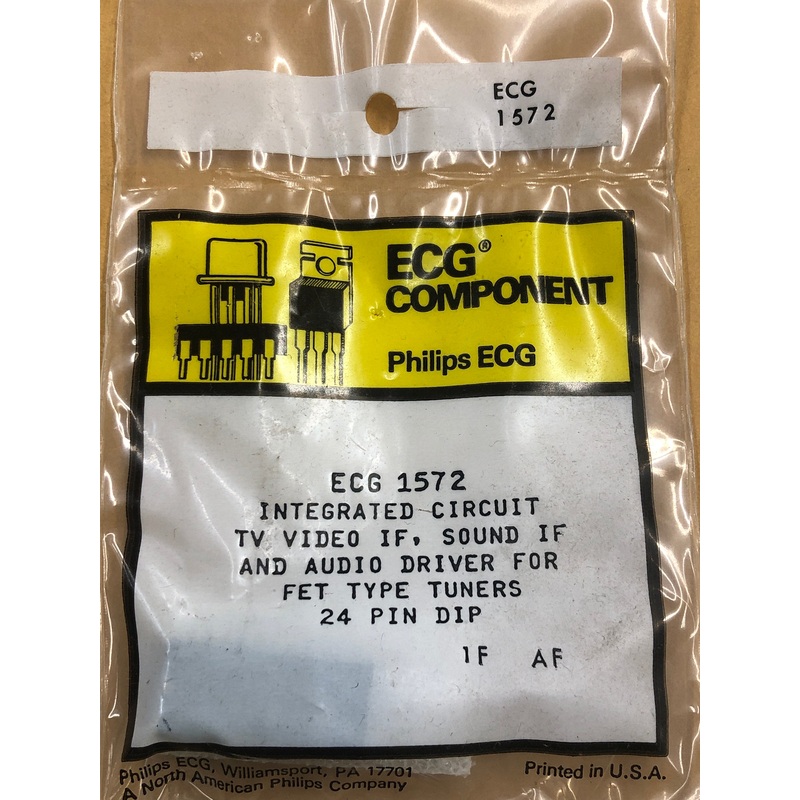 ECG
1572
ECG®
COMPONENT
Philips ECG
ECG 1572
INTEGRATED CIRCUIT
TV VIDEO IF, SOUND IF
AND AUDIO DRIVER FOR
FET TYPE TUNERS
24 PIN DIP
1F AF
Philips ECG, Williamsport, PA 17701
A North American Philips Company
Printed in U.S.A.